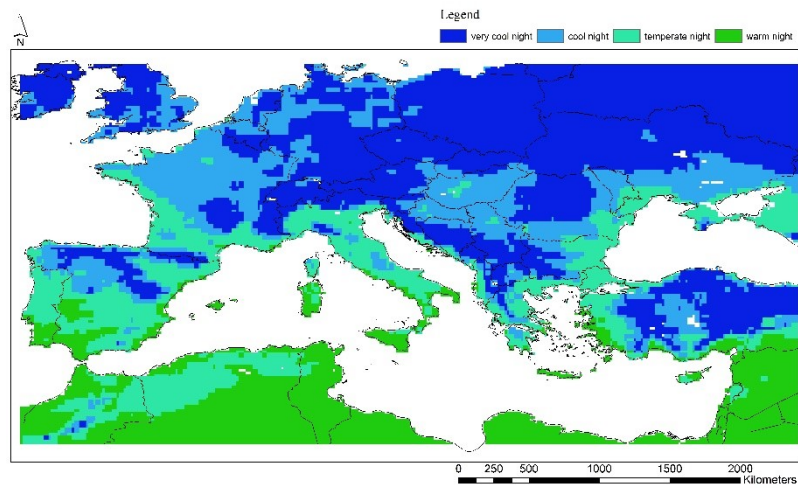 Legend
N
very cool night cool night temperate night warm night
0 250 500 1000 1500 2000
Kilometers